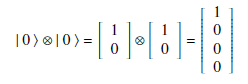 | 0 ⟩ ⊗ | 0 ⟩ = [ 1 0 ] ⊗ [ 1 0 ] = [ 1 0 0 0 ]